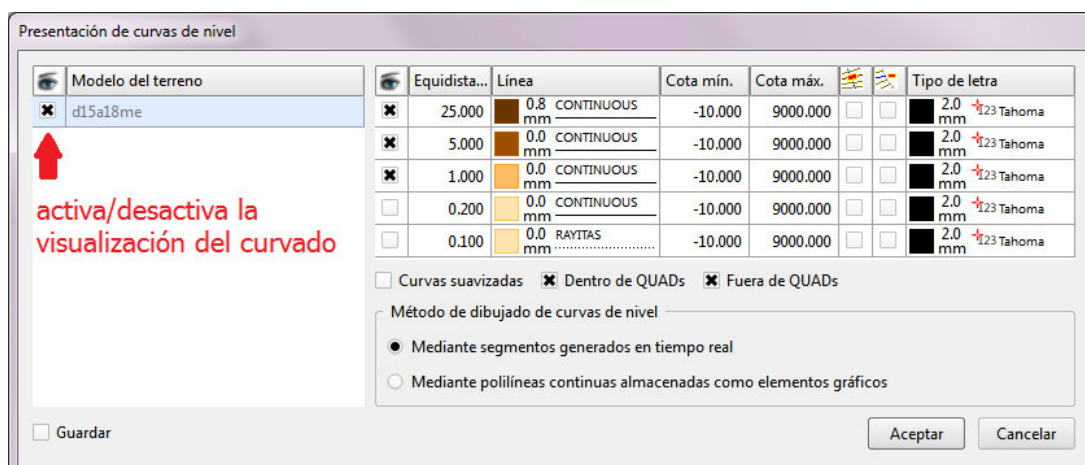 Presentación de curvas de nivel
Modelo del terreno
d15a18me
activa/desactiva la
visualización del curvado
Equidista... Línea Cota mín. Cota máx. Tipo de letra
25.000 0.8 mm CONTINUOUS -10.000 9000.000 2.0 mm 123 Tahoma
5.000 0.0 mm CONTINUOUS -10.000 9000.000 2.0 mm 123 Tahoma
1.000 0.0 mm CONTINUOUS -10.000 9000.000 2.0 mm 123 Tahoma
0.200 0.0 mm CONTINUOUS -10.000 9000.000 2.0 mm 123 Tahoma
0.100 0.0 mm RAYITAS -10.000 9000.000 2.0 mm 123 Tahoma
Curvas suavizadas Dentro de QUADs Fuera de QUADs
Método de dibujado de curvas de nivel
Mediante segmentos generados en tiempo real
Mediante polilíneas continuas almacenadas como elementos gráficos
Guardar
Aceptar Cancelar